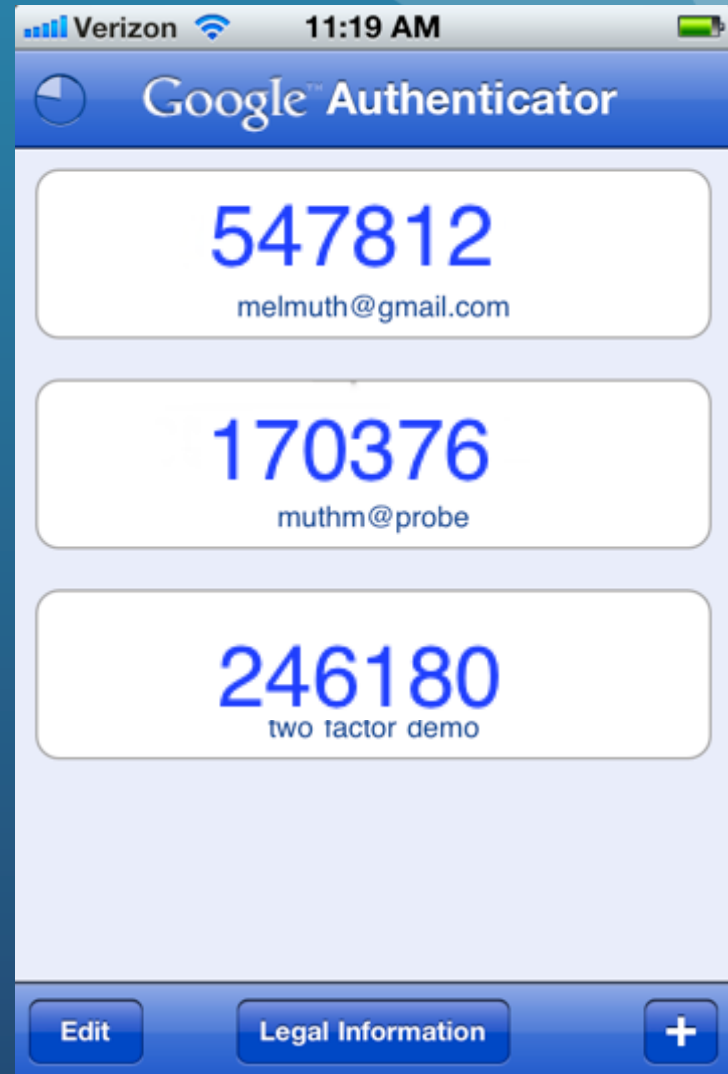 Verizon 11:19 AM
Google™ Authenticator
547812
melmuth@gmail.com
170376
muthm@probe
246180
two factor demo
Edit Legal Information +